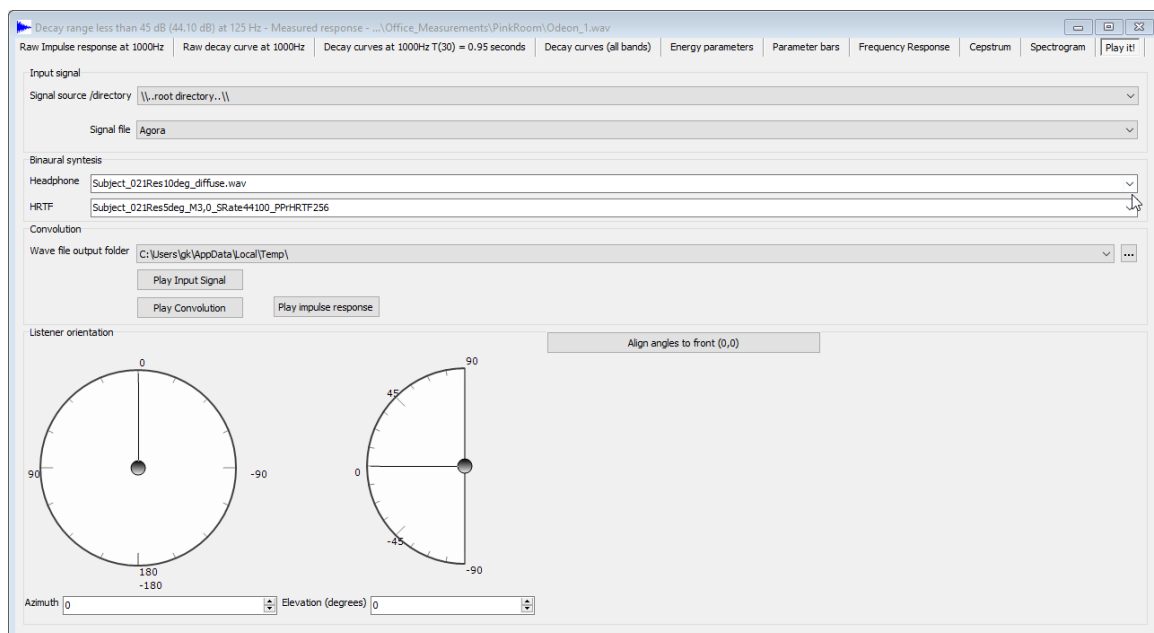 Decay range less than 45 dB (44,10 dB) at 125 Hz - Measured response - ...\Office_Measurements\PinkRoom\Odeon_1.wav
Raw Impulse response at 1000Hz Raw decay curve at 1000Hz Decay curves at 1000Hz T(30) = 0.95 seconds Decay curves (all bands) Energy parameters Parameter bars Frequency Response Cepstrum Spectrogram Play it!
Input signal
Signal source /directory \\..root directory..\\
Signal file Agora
Binaural syntesis
Headphone Subject_021Res10deg_diffuse.wav
HRTF Subject_021Res5deg_M3,0_SRate44100_PPrHRTF256
Convolution
Wave file output folder C:\Users\gk\AppData\Local\Temp\ ...
Play Input Signal
Play Convolution Play impulse response
Listener orientation
Align angles to front (0,0)
0 90
45
90 -90 0
-45
180 -90
-180
Azimuth 0 Elevation (degrees) 0